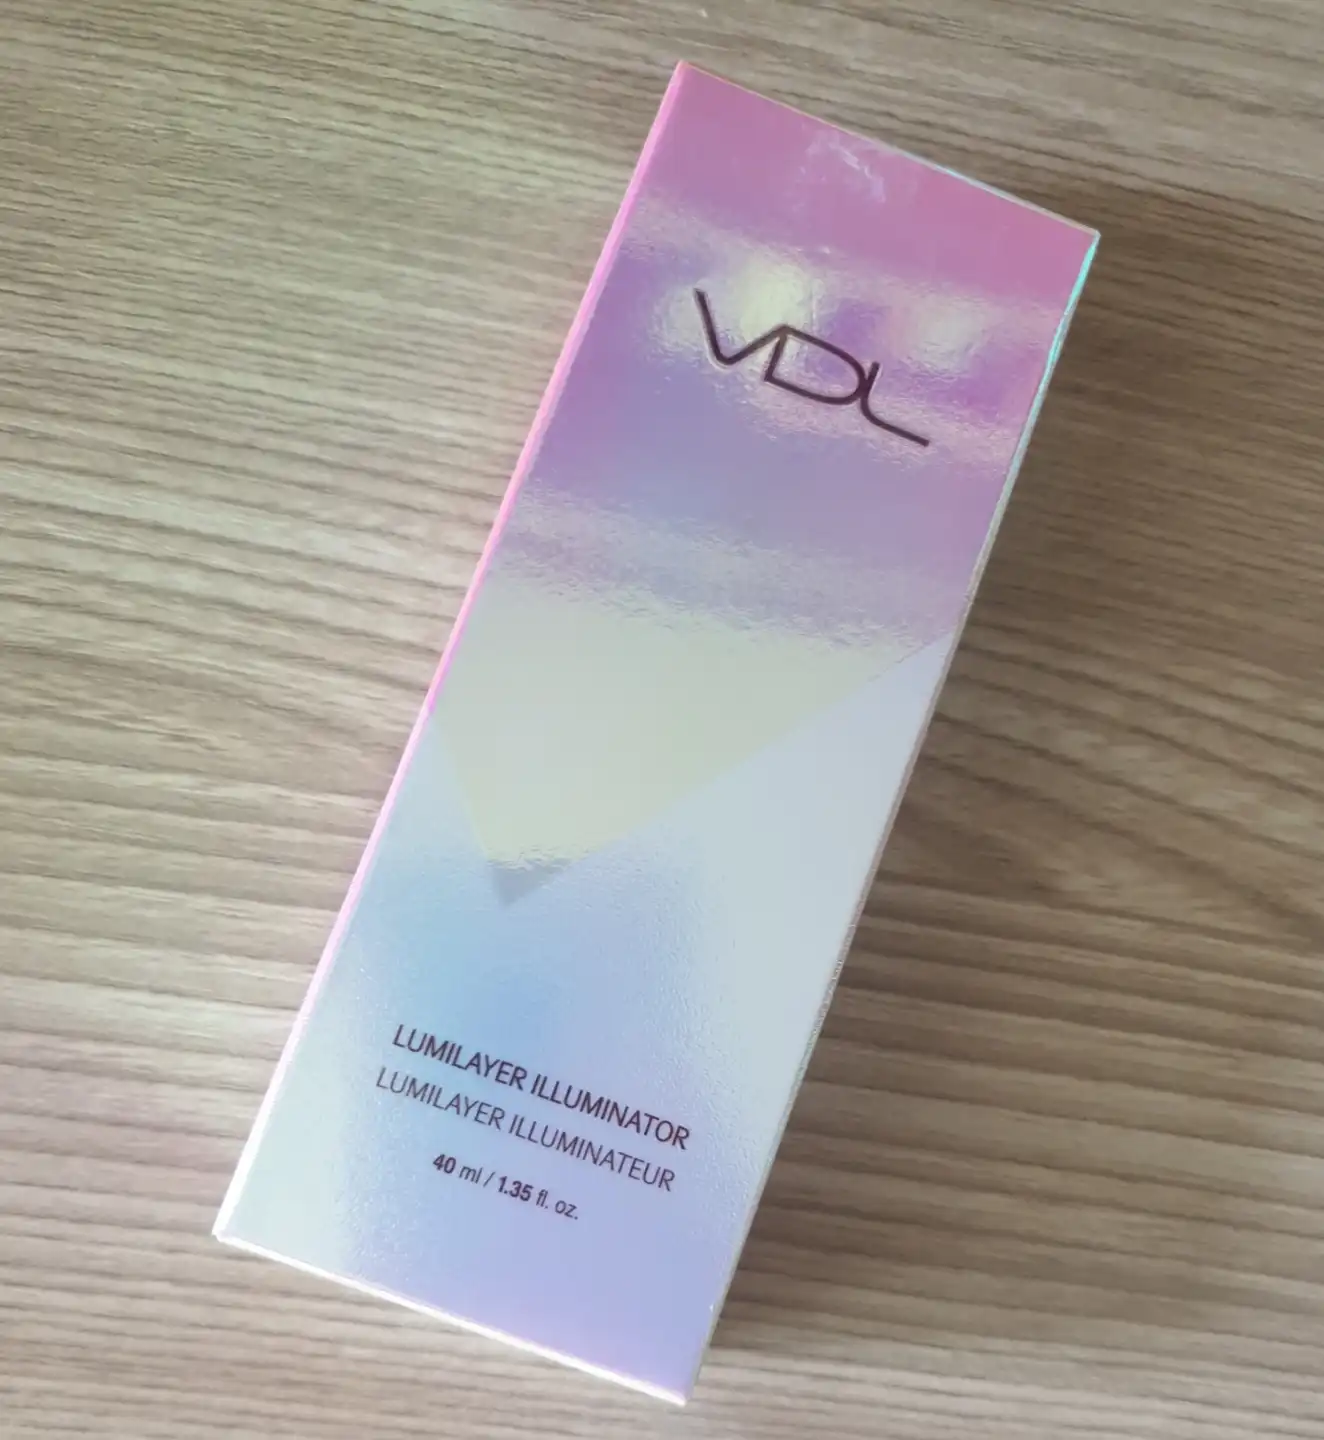 VDL
LUMILAYER ILLUMINATOR
LUMILAYER ILLUMINATEUR
40 ml / 1.35 fl. oz.